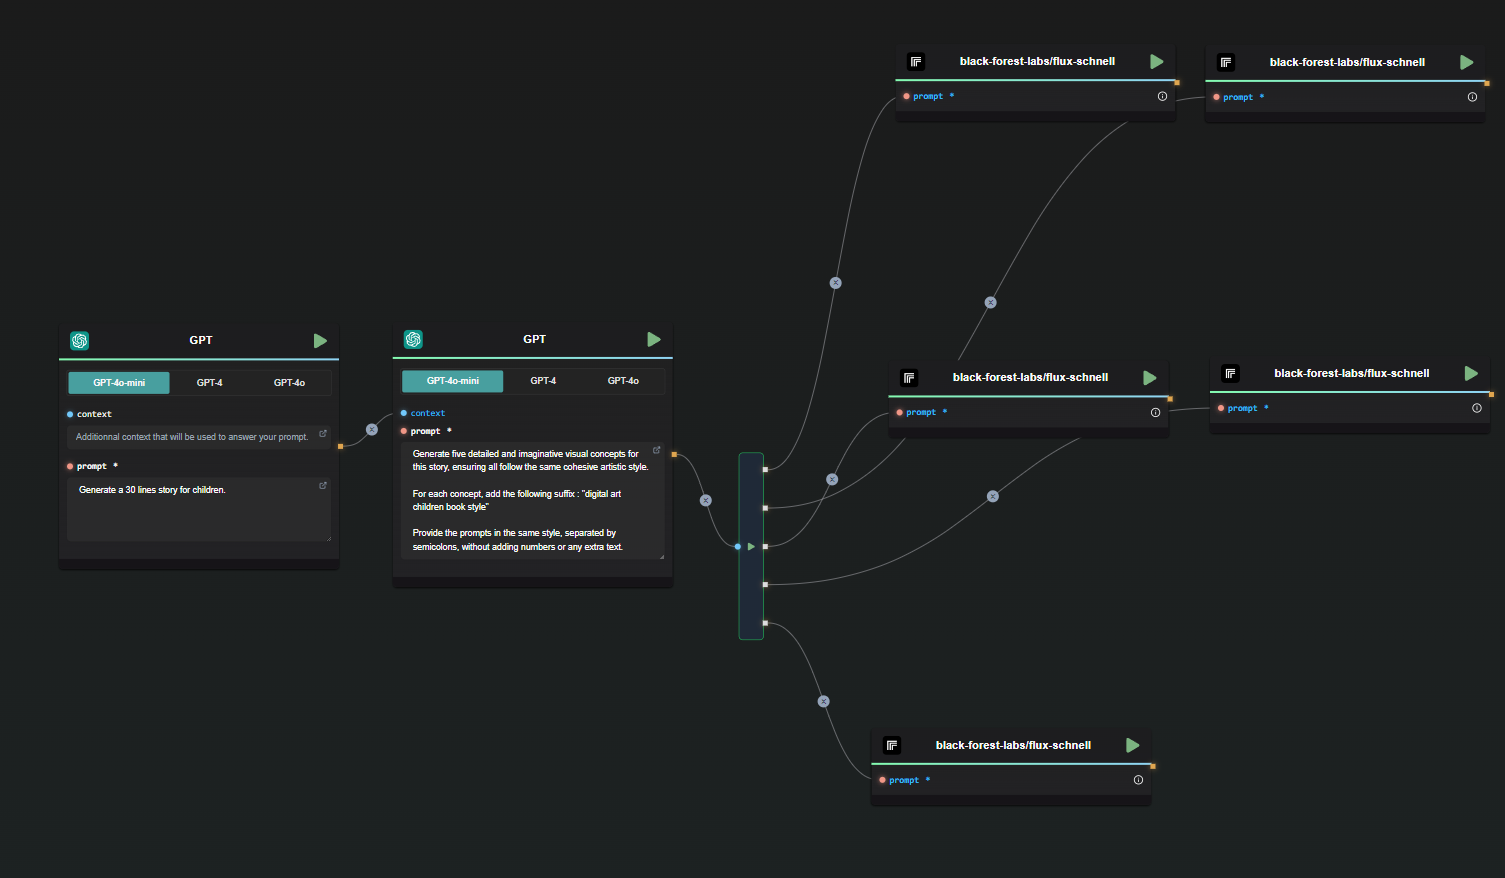 black-forest-labs/flux-schnell
prompt *
black-forest-labs/flux-schnell
prompt *
GPT
GPT-4o-mini GPT-4 GPT-4o
context
Additionnal context that will be used to answer your prompt.
prompt *
Generate a 30 lines story for children.
GPT
GPT-4o-mini GPT-4 GPT-4o
context
prompt *
Generate five detailed and imaginative visual concepts for
this story, ensuring all follow the same cohesive artistic style.
For each concept, add the following suffix : "digital art
children book style"
Provide the prompts in the same style, separated by
semicolons, without adding numbers or any extra text.
black-forest-labs/flux-schnell
prompt *
black-forest-labs/flux-schnell
prompt *
black-forest-labs/flux-schnell
prompt *